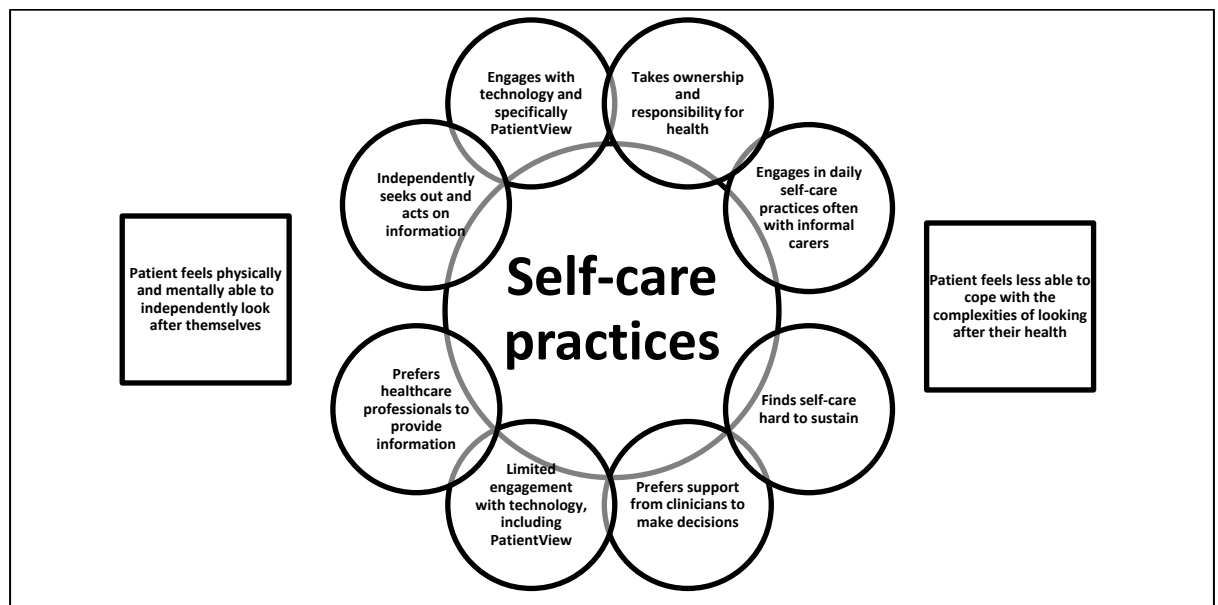 Engages with
technology and
specifically
PatientView
Takes ownership
and
responsibility for
health
Independently
seeks out and
acts on
information
Engages in daily
self-care
practices often
with informal
carers
Patient feels physically
and mentally able to
independently look
after themselves
Self-care
practices
Patient feels less able to
cope with the
complexities of looking
after their health
Prefers
healthcare
professionals to
provide
information
Finds self-care
hard to sustain
Limited
engagement
with technology,
including
PatientView
Prefers support
from clinicians to
make decisions